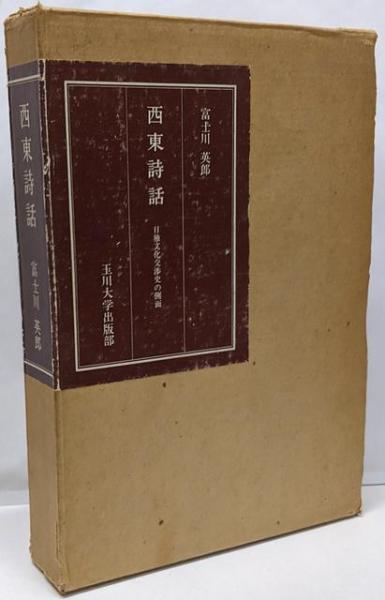 富士川 英郎
西東詩話
日独文化交渉史の側面
玉川大学出版部
西東詩話
富士川 英郎